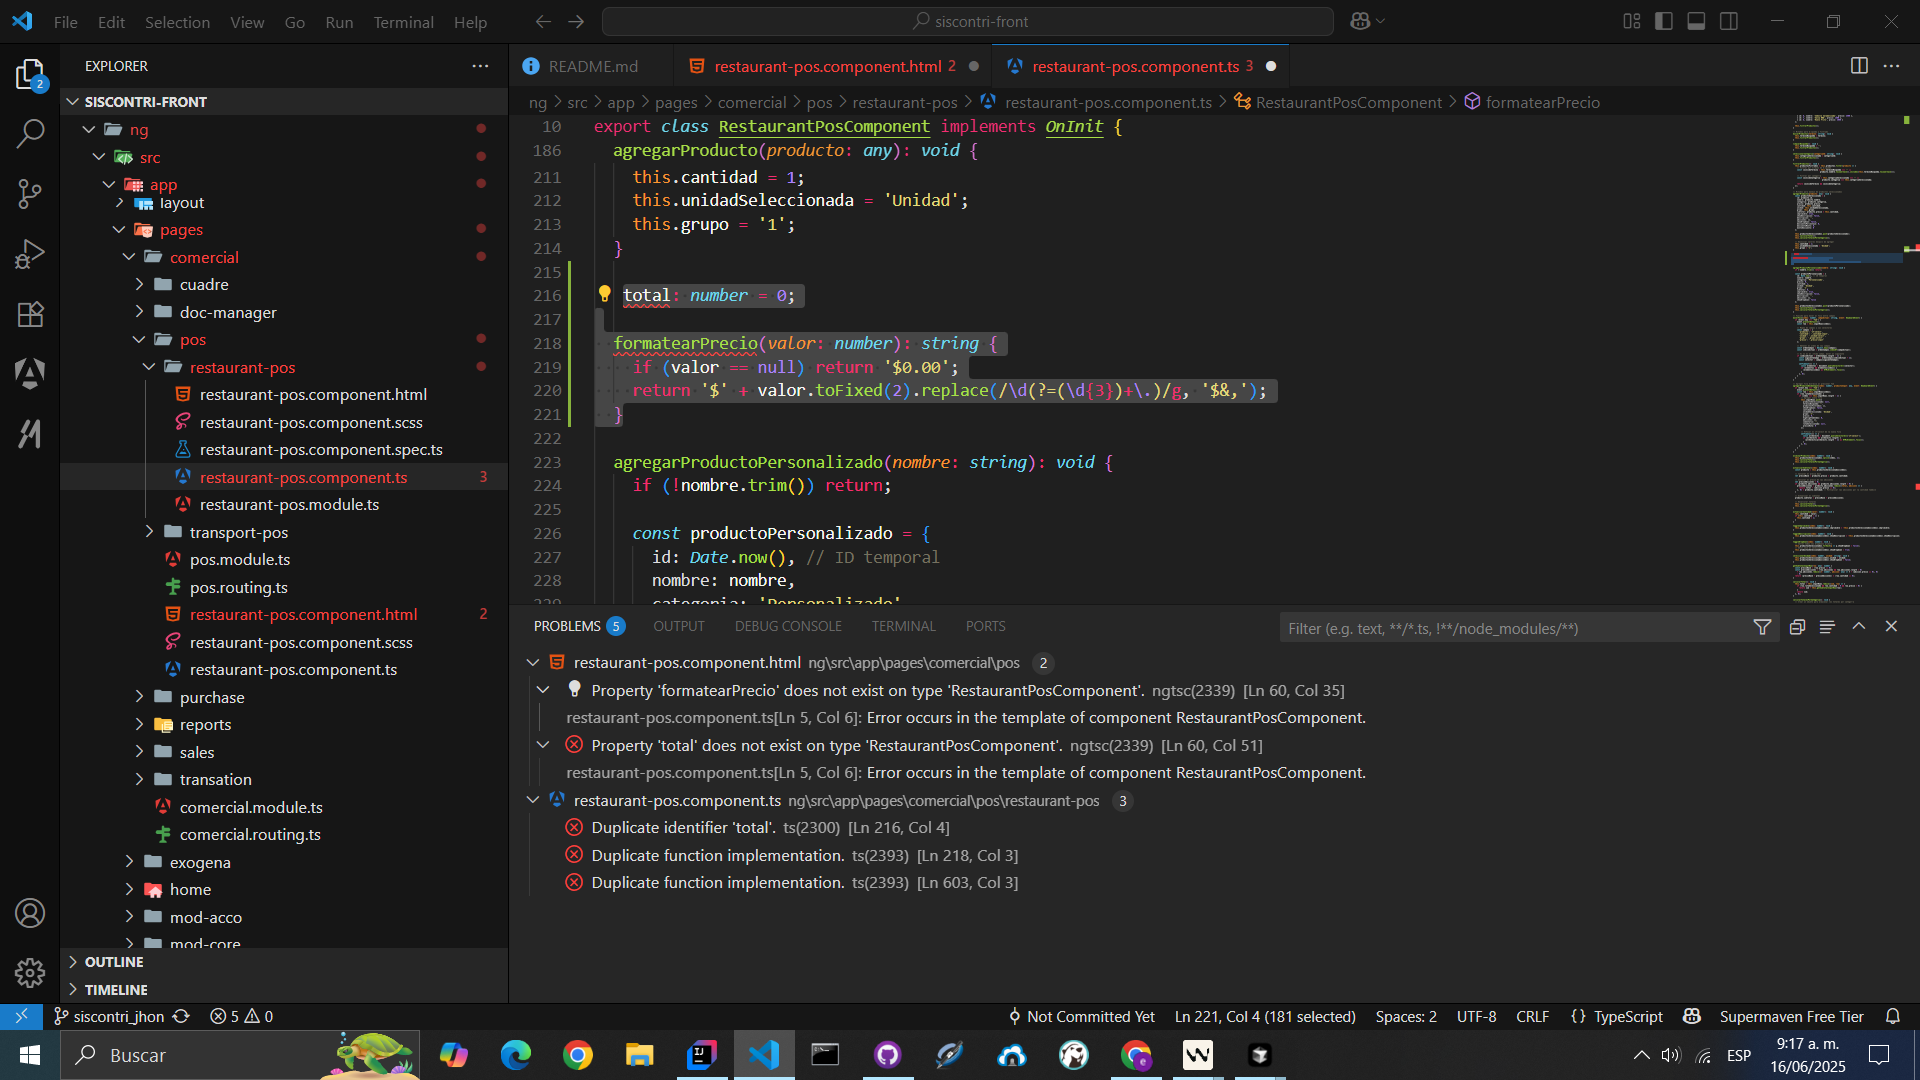 File Edit Selection View Go Run Terminal Help
siscontri-front
EXPLORER
SISCONTRI-FRONT
ng
src
app
layout
pages
comercial
cuadre
doc-manager
pos
restaurant-pos
restaurant-pos.component.html
restaurant-pos.component.scss
restaurant-pos.component.spec.ts
restaurant-pos.component.ts 3
restaurant-pos.module.ts
transport-pos
pos.module.ts
pos.routing.ts
restaurant-pos.component.html 2
restaurant-pos.component.scss
restaurant-pos.component.ts
purchase
reports
sales
transation
comercial.module.ts
comercial.routing.ts
exogena
home
mod-acco
mod-core
OUTLINE
TIMELINE
README.md
restaurant-pos.component.html 2
restaurant-pos.component.ts 3
ng > src > app > pages > comercial > pos > restaurant-pos > restaurant-pos.component.ts > RestaurantPosComponent > formatearPrecio
10 export class RestaurantPosComponent implements OnInit {
186 agregarProducto(producto: any): void {
211 this.cantidad = 1;
212 this.unidadSeleccionada = 'Unidad';
213 this.grupo = '1';
214 }
215
216 total: number = 0;
217
218 formatearPrecio(valor: number): string {
219 if (valor == null) return '$0.00';
220 return '$' + valor.toFixed(2).replace(/\d(?=(\d{3})+\.)/g, '$&,');
221 }
222
223 agregarProductoPersonalizado(nombre: string): void {
224 if (!nombre.trim()) return;
225
226 const productoPersonalizado = {
227 id: Date.now(), // ID temporal
228 nombre: nombre,
229 categoria: 'Personalizado'
PROBLEMS 5 OUTPUT DEBUG CONSOLE TERMINAL PORTS
Filter (e.g. text, **/*.ts, !**/node_modules/**)
restaurant-pos.component.html ng\src\app\pages\comercial\pos 2
Property 'formatearPrecio' does not exist on type 'RestaurantPosComponent'. ngtsc(2339) [Ln 60, Col 35]
restaurant-pos.component.ts[Ln 5, Col 6]: Error occurs in the template of component RestaurantPosComponent.
Property 'total' does not exist on type 'RestaurantPosComponent'. ngtsc(2339) [Ln 60, Col 51]
restaurant-pos.component.ts[Ln 5, Col 6]: Error occurs in the template of component RestaurantPosComponent.
restaurant-pos.component.ts ng\src\app\pages\comercial\pos\restaurant-pos 3
Duplicate identifier 'total'. ts(2300) [Ln 216, Col 4]
Duplicate function implementation. ts(2393) [Ln 218, Col 3]
Duplicate function implementation. ts(2393) [Ln 603, Col 3]
siscontri_jhon 5 0
Not Committed Yet Ln 221, Col 4 (181 selected) Spaces: 2 UTF-8 CRLF {} TypeScript Supermaven Free Tier
Buscar
ESP
9:17 a. m.
16/06/2025